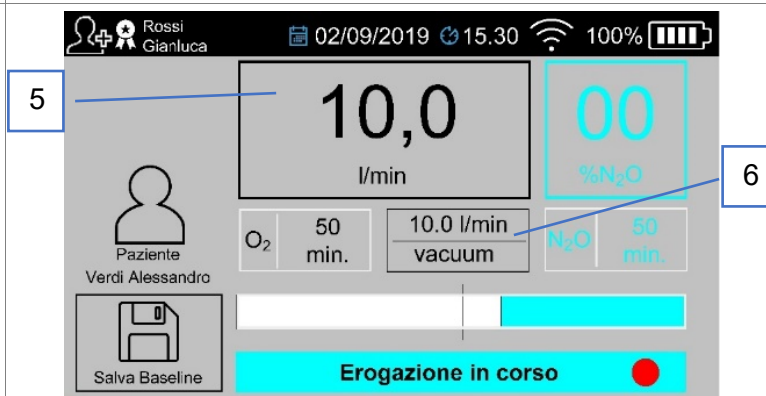 Rossi
Gianluca
02/09/2019 15.30 100%
5
10,0
l/min
00
%N₂O
6
O₂ 50 min.
10.0 l/min
vacuum
N₂O 50 min.
Paziente
Verdi Alessandro
Salva Baseline
Erogazione in corso